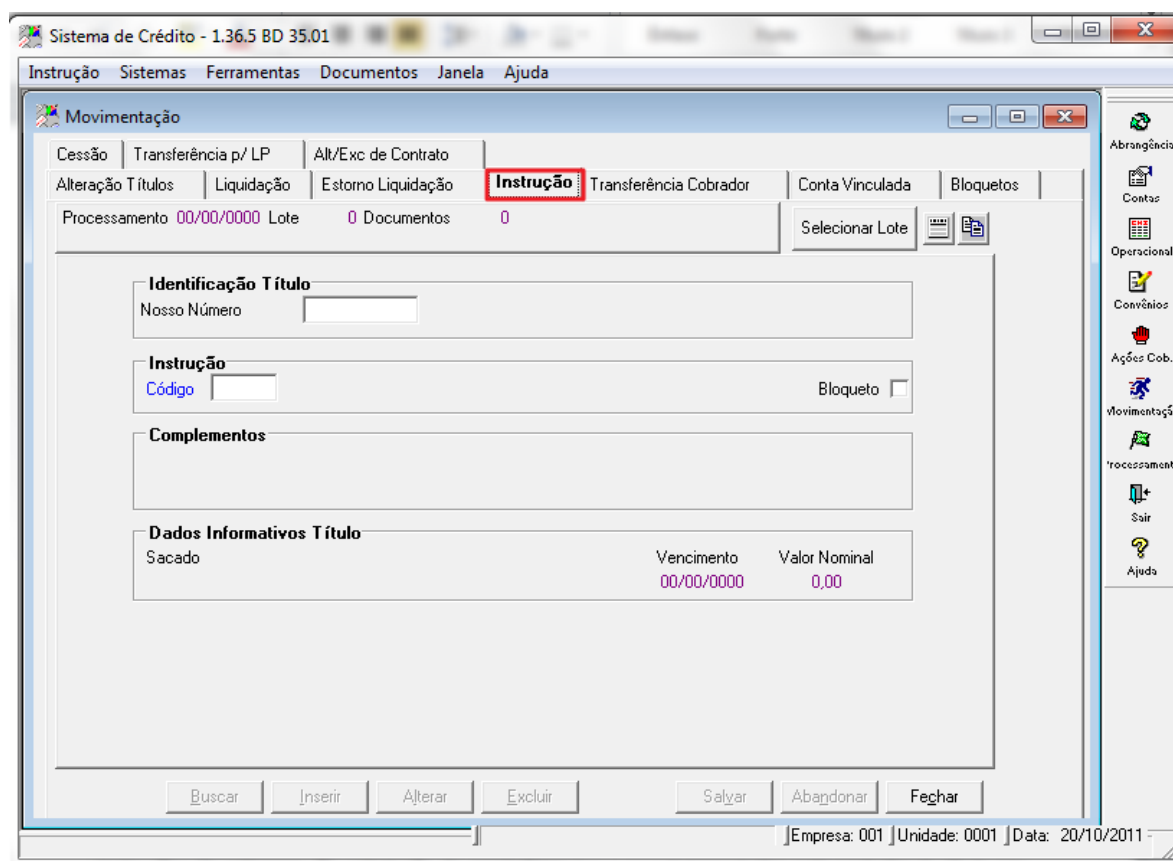 Sistema de Crédito - 1.36.5 BD 35.01
Instrução Sistemas Ferramentas Documentos Janela Ajuda
Movimentação
Cessão Transferência p/ LP Alt/Exc de Contrato
Alteração Títulos Liquidação Estorno Liquidação Instrução Transferência Cobrador Conta Vinculada Bloquetos
Processamento 00/00/0000 Lote 0 Documentos 0
Selecionar Lote
Identificação Título
Nosso Número
Instrução
Código Bloqueto
Complementos
Dados Informativos Título
Sacado Vencimento Valor Nominal
00/00/0000 0,00
Buscar Inserir Alterar Excluir Salvar Abandonar Fechar
Abrangência
Contas
Operacional
Convênios
Ações Cob.
Movimentaçã
rocessament
Sair
Ajuda
Empresa: 001 Unidade: 0001 Data: 20/10/2011